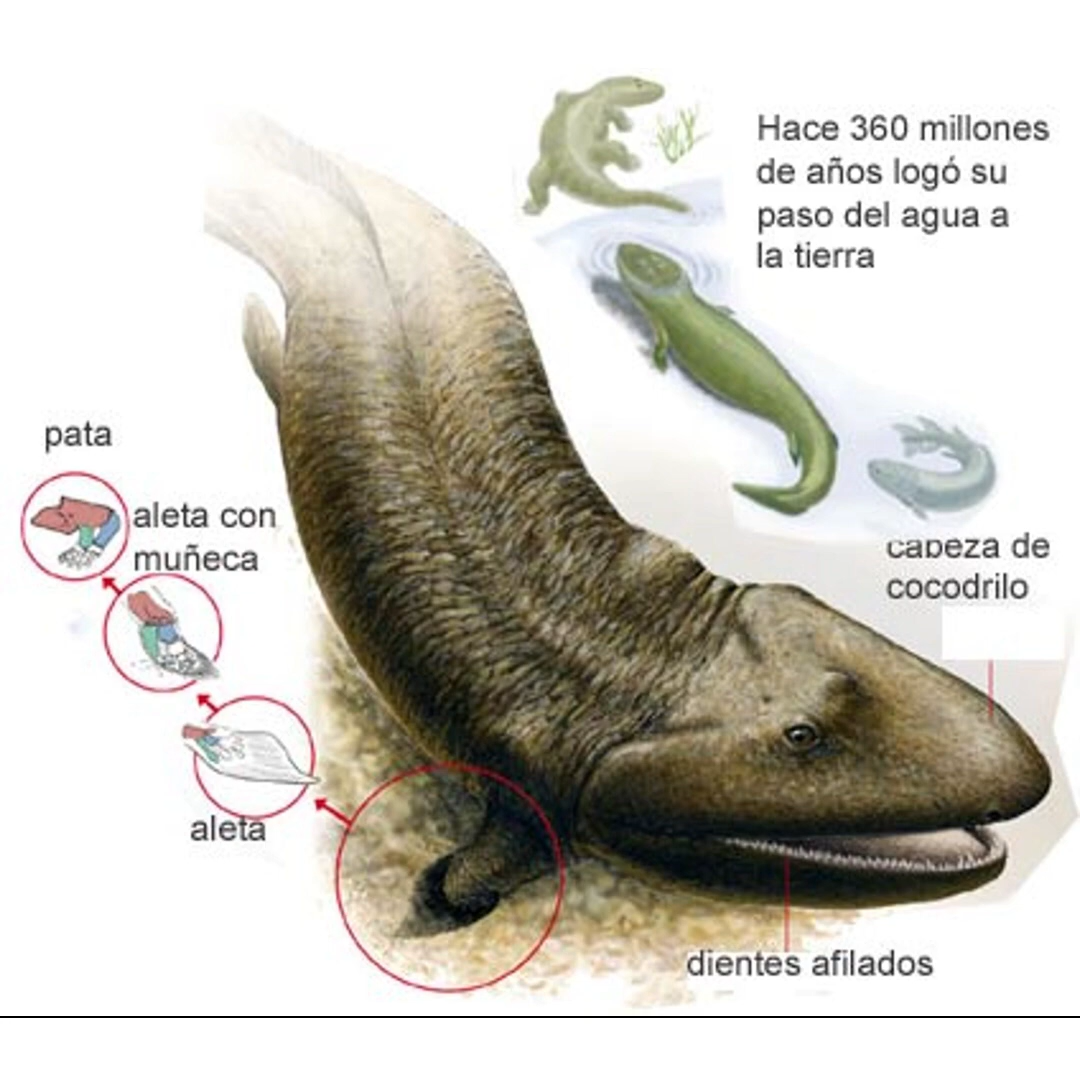 Hace 360 millones
de años logó su
paso del agua a
la tierra
pata
aleta con
muñeca
cabeza de
cocodrilo
aleta
dientes afilados